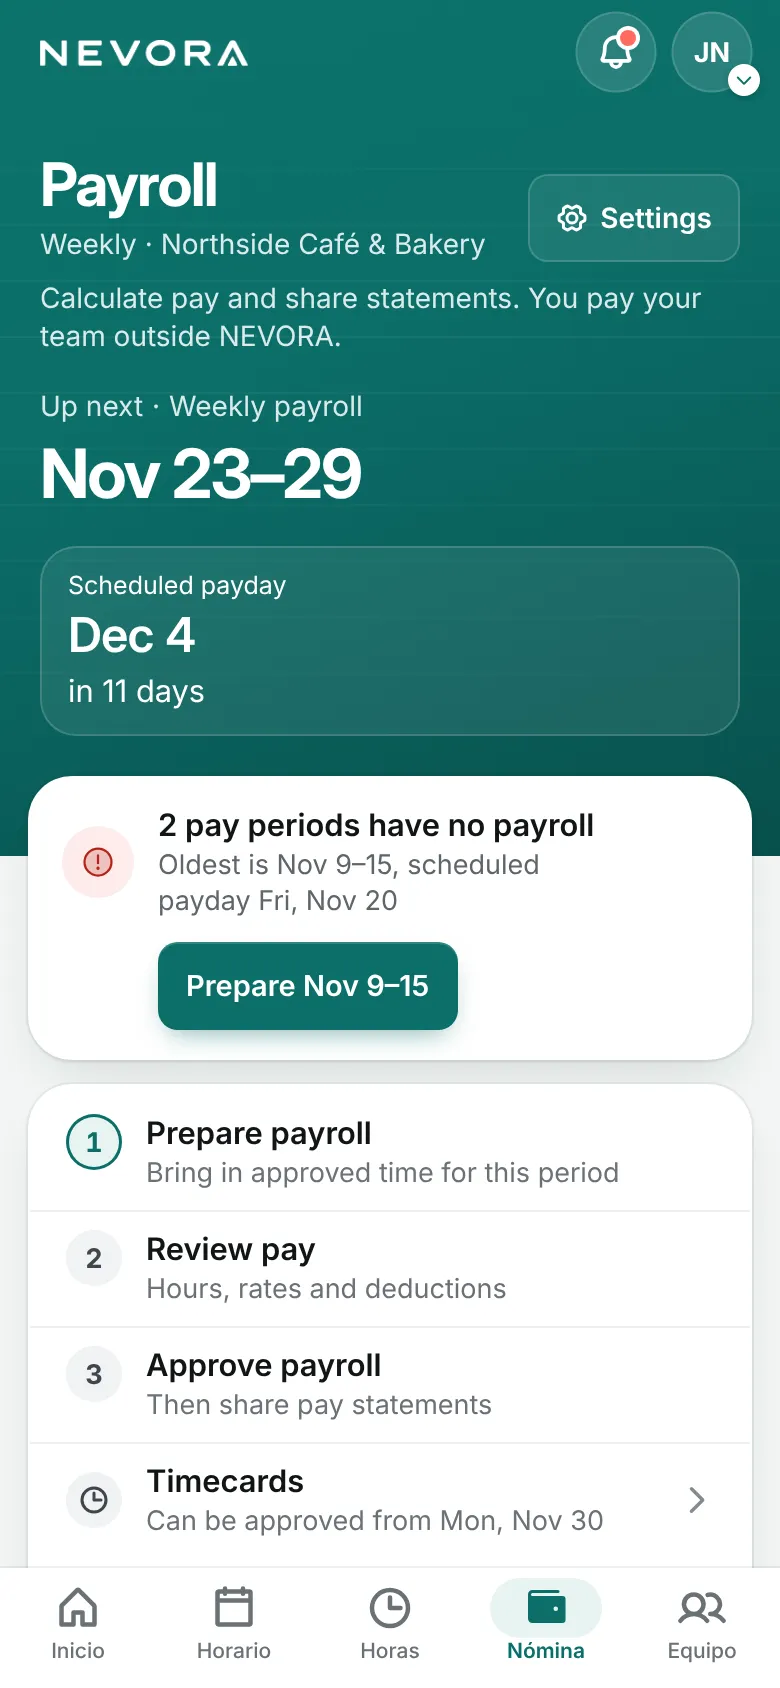 NEVORA
JN
Payroll
Weekly · Northside Café & Bakery
Settings
Calculate pay and share statements. You pay your
team outside NEVORA.
Up next · Weekly payroll
Nov 23–29
Scheduled payday
Dec 4
in 11 days
2 pay periods have no payroll
Oldest is Nov 9–15, scheduled
payday Fri, Nov 20
Prepare Nov 9–15
1
Prepare payroll
Bring in approved time for this period
2
Review pay
Hours, rates and deductions
3
Approve payroll
Then share pay statements
Timecards
Can be approved from Mon, Nov 30
Inicio
Horario
Horas
Nómina
Equipo